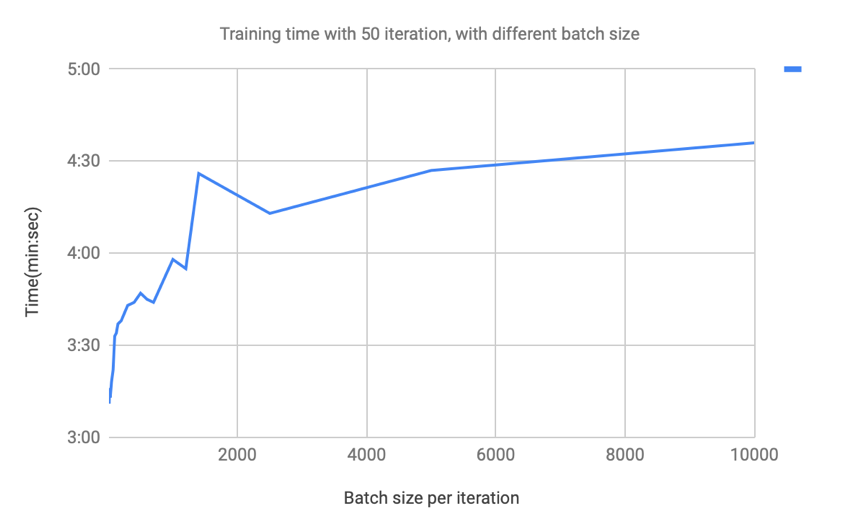 Training time with 50 iteration, with different batch size
5:00
4:30
4:00
3:30
3:00
Time(min:sec)
2000 4000 6000 8000 10000
Batch size per iteration